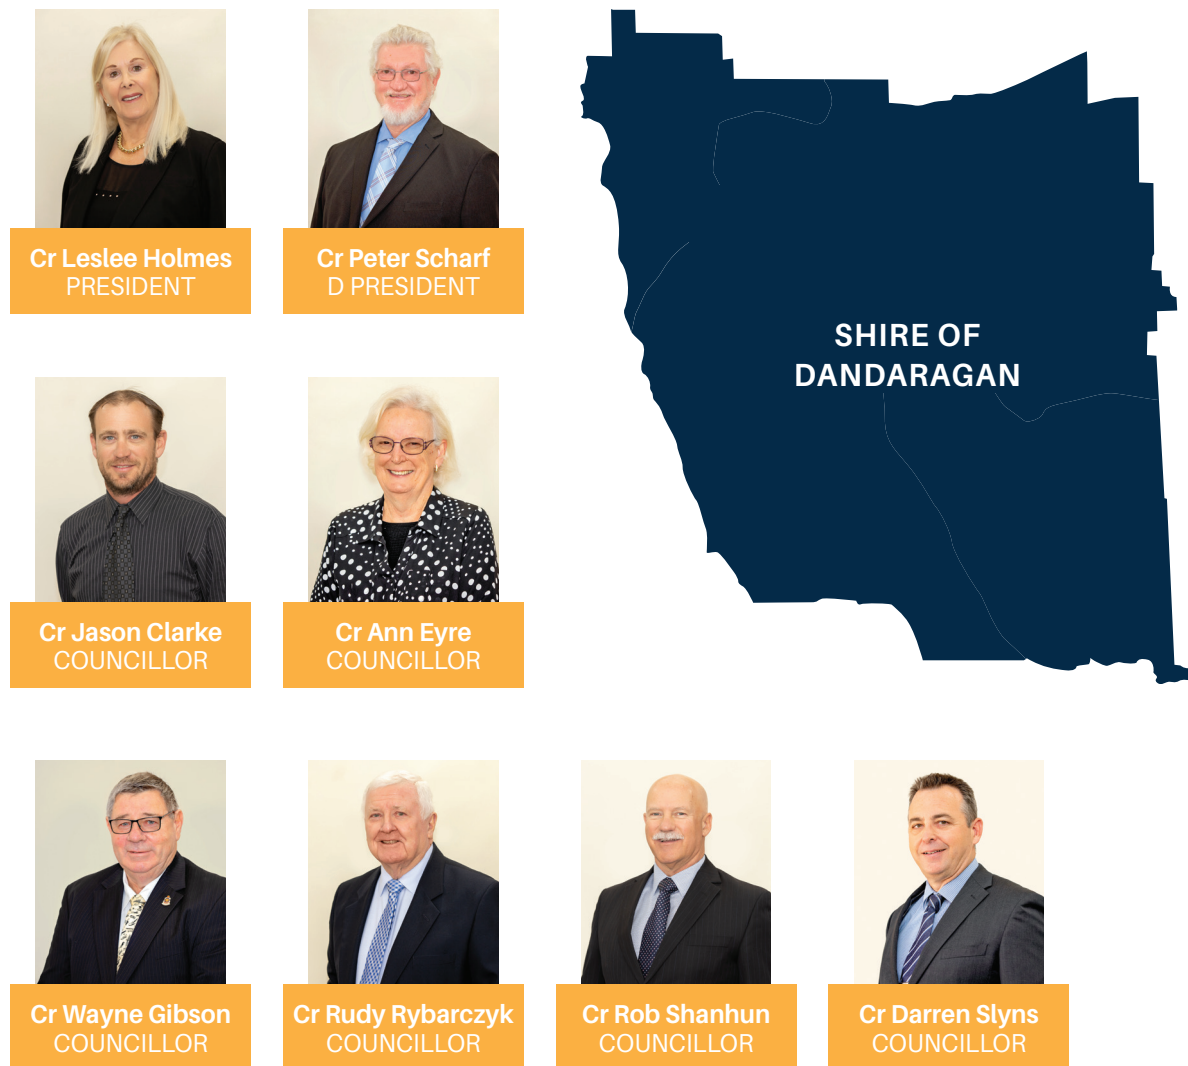 Cr Leslee Holmes
PRESIDENT
Cr Peter Scharf
D PRESIDENT
SHIRE OF
DANDARAGAN
Cr Jason Clarke
COUNCILLOR
Cr Ann Eyre
COUNCILLOR
Cr Wayne Gibson
COUNCILLOR
Cr Rudy Rybarczyk
COUNCILLOR
Cr Rob Shanhun
COUNCILLOR
Cr Darren Slyns
COUNCILLOR